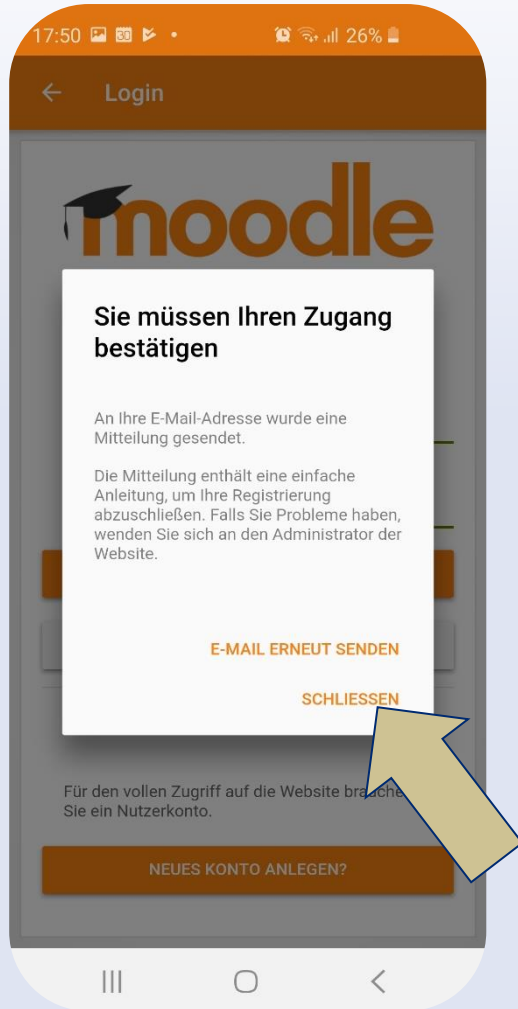 17:50 30 26%
Login
moodle
Sie müssen Ihren Zugang
bestätigen
An Ihre E-Mail-Adresse wurde eine
Mitteilung gesendet.
Die Mitteilung enthält eine einfache
Anleitung, um Ihre Registrierung
abzuschließen. Falls Sie Probleme haben,
wenden Sie sich an den Administrator der
Website.
E-MAIL ERNEUT SENDEN
SCHLIESSEN
Für den vollen Zugriff auf die Website brauche
Sie ein Nutzerkonto.
NEUES KONTO ANLEGEN?